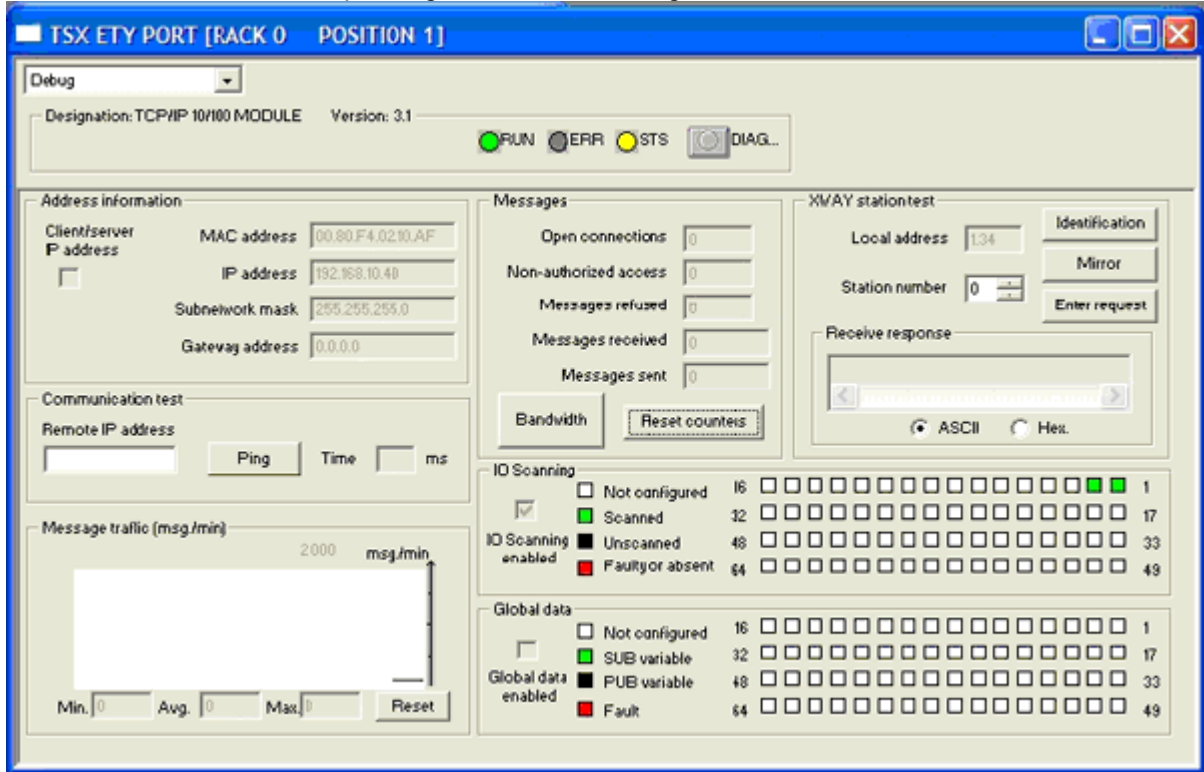 TSX ETY PORT [RACK 0 POSITION 1]
Debug
Designation: TCP/IP 10/100 MODULE Version: 3.1
RUN ERR STS DIAG...
Address information
Client/server
IP address
MAC address 00.80.F4.02.10.AF
IP address 192.168.10.40
Subnetwork mask 255.255.255.0
Gateway address 0.0.0.0
Communication test
Remote IP address
Ping Time ms
Message traffic (msg./min)
2000 msg./min
Min. 0 Avg. 0 Max. 0 Reset
Messages
Open connections 0
Non-authorized access 0
Messages refused 0
Messages received 0
Messages sent 0
Bandwidth Reset counters
XWAY station test
Local address 1.34
Station number 0
Identification
Mirror
Enter request
Receive response
ASCII Hex.
IO Scanning
IO Scanning
enabled
Not configured 16 1
Scanned 32 17
Unscanned 48 33
Faulty or absent 64 49
Global data
Global data
enabled
Not configured 16 1
SUB variable 32 17
PUB variable 48 33
Fault 64 49